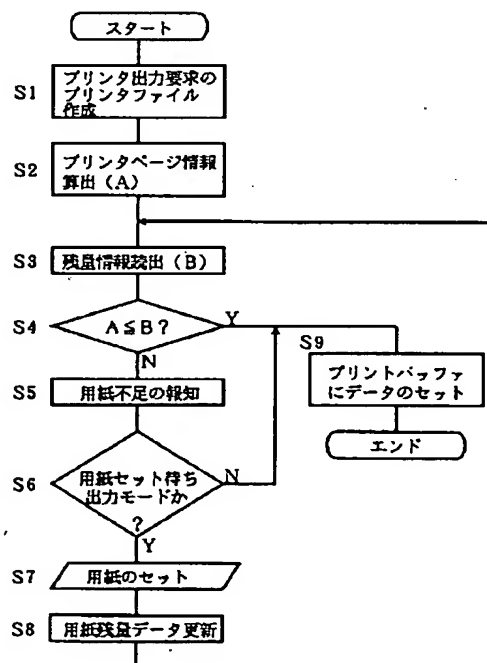 スタート
S1
プリンタ出力要求の
プリンタファイル
作成
S2
プリンタページ情報
算出（A）
S3
残量情報読出（B）
S4
A≦B？
Y
N
S5
用紙不足の報知
S6
用紙セット待ち
出力モードか
？
N
Y
S7
用紙のセット
S8
用紙残量データ更新
S9
プリントバッファ
にデータのセット
エンド